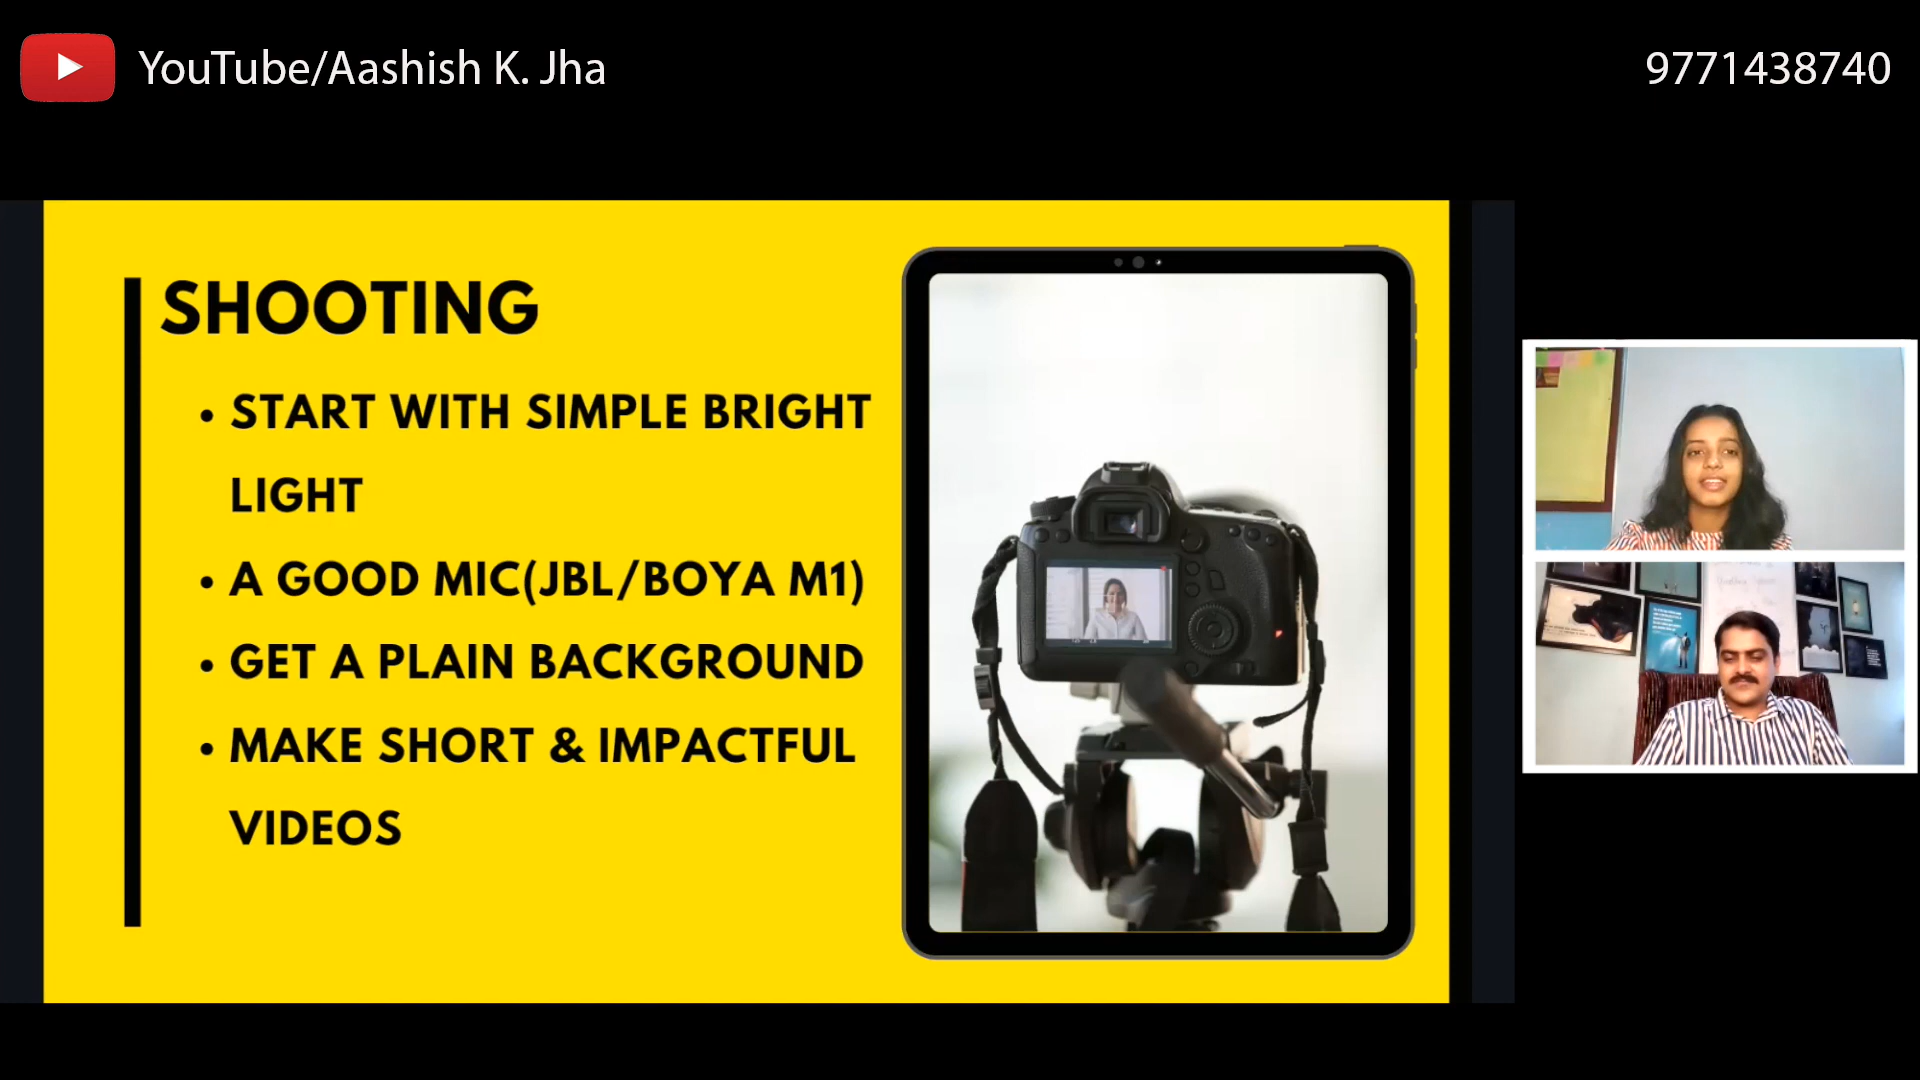 YouTube/Aashish K. Jha
9771438740
SHOOTING
• START WITH SIMPLE BRIGHT
LIGHT
• A GOOD MIC(JBL/BOYA M1)
• GET A PLAIN BACKGROUND
• MAKE SHORT & IMPACTFUL
VIDEOS